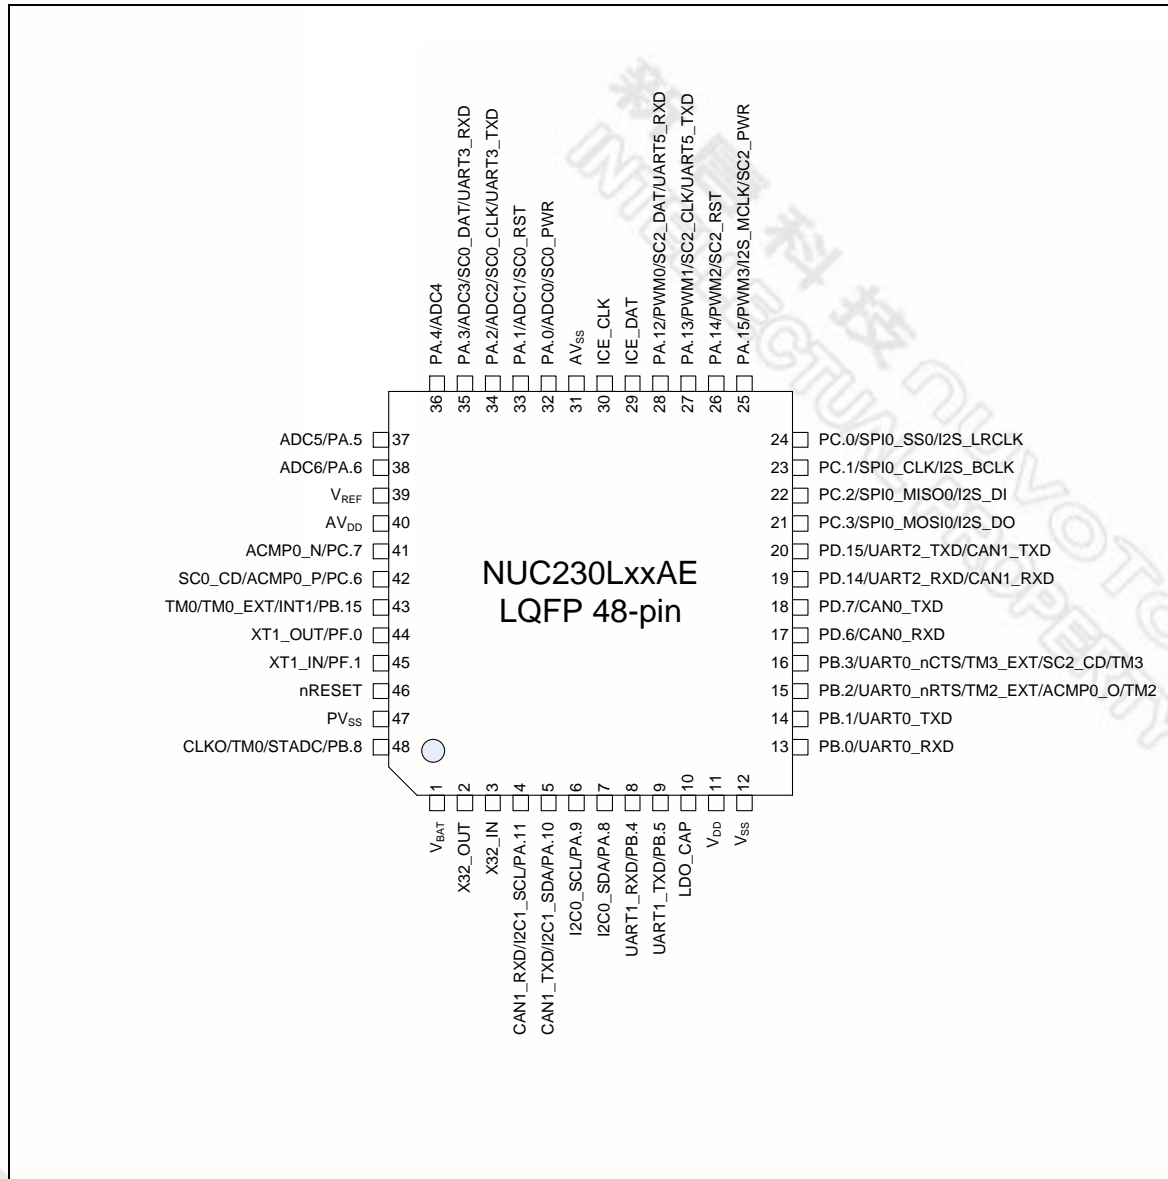 新唐科技 nuvoTon
INTELLECTUAL PROPERTY
PA.4/ADC4
PA.3/ADC3/SC0_DAT/UART3_RXD
PA.2/ADC2/SC0_CLK/UART3_TXD
PA.1/ADC1/SC0_RST
PA.0/ADC0/SC0_PWR
AVSS
ICE_CLK
ICE_DAT
PA.12/PWM0/SC2_DAT/UART5_RXD
PA.13/PWM1/SC2_CLK/UART5_TXD
PA.14/PWM2/SC2_RST
PA.15/PWM3/I2S_MCLK/SC2_PWR
36 35 34 33 32 31 30 29 28 27 26 25
ADC5/PA.5 37
ADC6/PA.6 38
VREF 39
AVDD 40
ACMP0_N/PC.7 41
SC0_CD/ACMP0_P/PC.6 42
TM0/TM0_EXT/INT1/PB.15 43
XT1_OUT/PF.0 44
XT1_IN/PF.1 45
nRESET 46
PVSS 47
CLKO/TM0/STADC/PB.8 48
NUC230LxxAE
LQFP 48-pin
24 PC.0/SPI0_SS0/I2S_LRCLK
23 PC.1/SPI0_CLK/I2S_BCLK
22 PC.2/SPI0_MISO0/I2S_DI
21 PC.3/SPI0_MOSI0/I2S_DO
20 PD.15/UART2_TXD/CAN1_TXD
19 PD.14/UART2_RXD/CAN1_RXD
18 PD.7/CAN0_TXD
17 PD.6/CAN0_RXD
16 PB.3/UART0_nCTS/TM3_EXT/SC2_CD/TM3
15 PB.2/UART0_nRTS/TM2_EXT/ACMP0_O/TM2
14 PB.1/UART0_TXD
13 PB.0/UART0_RXD
1 2 3 4 5 6 7 8 9 10 11 12
VBAT
X32_OUT
X32_IN
CAN1_RXD/I2C1_SCL/PA.11
CAN1_TXD/I2C1_SDA/PA.10
I2C0_SCL/PA.9
I2C0_SDA/PA.8
UART1_RXD/PB.4
UART1_TXD/PB.5
LDO_CAP
VDD
VSS